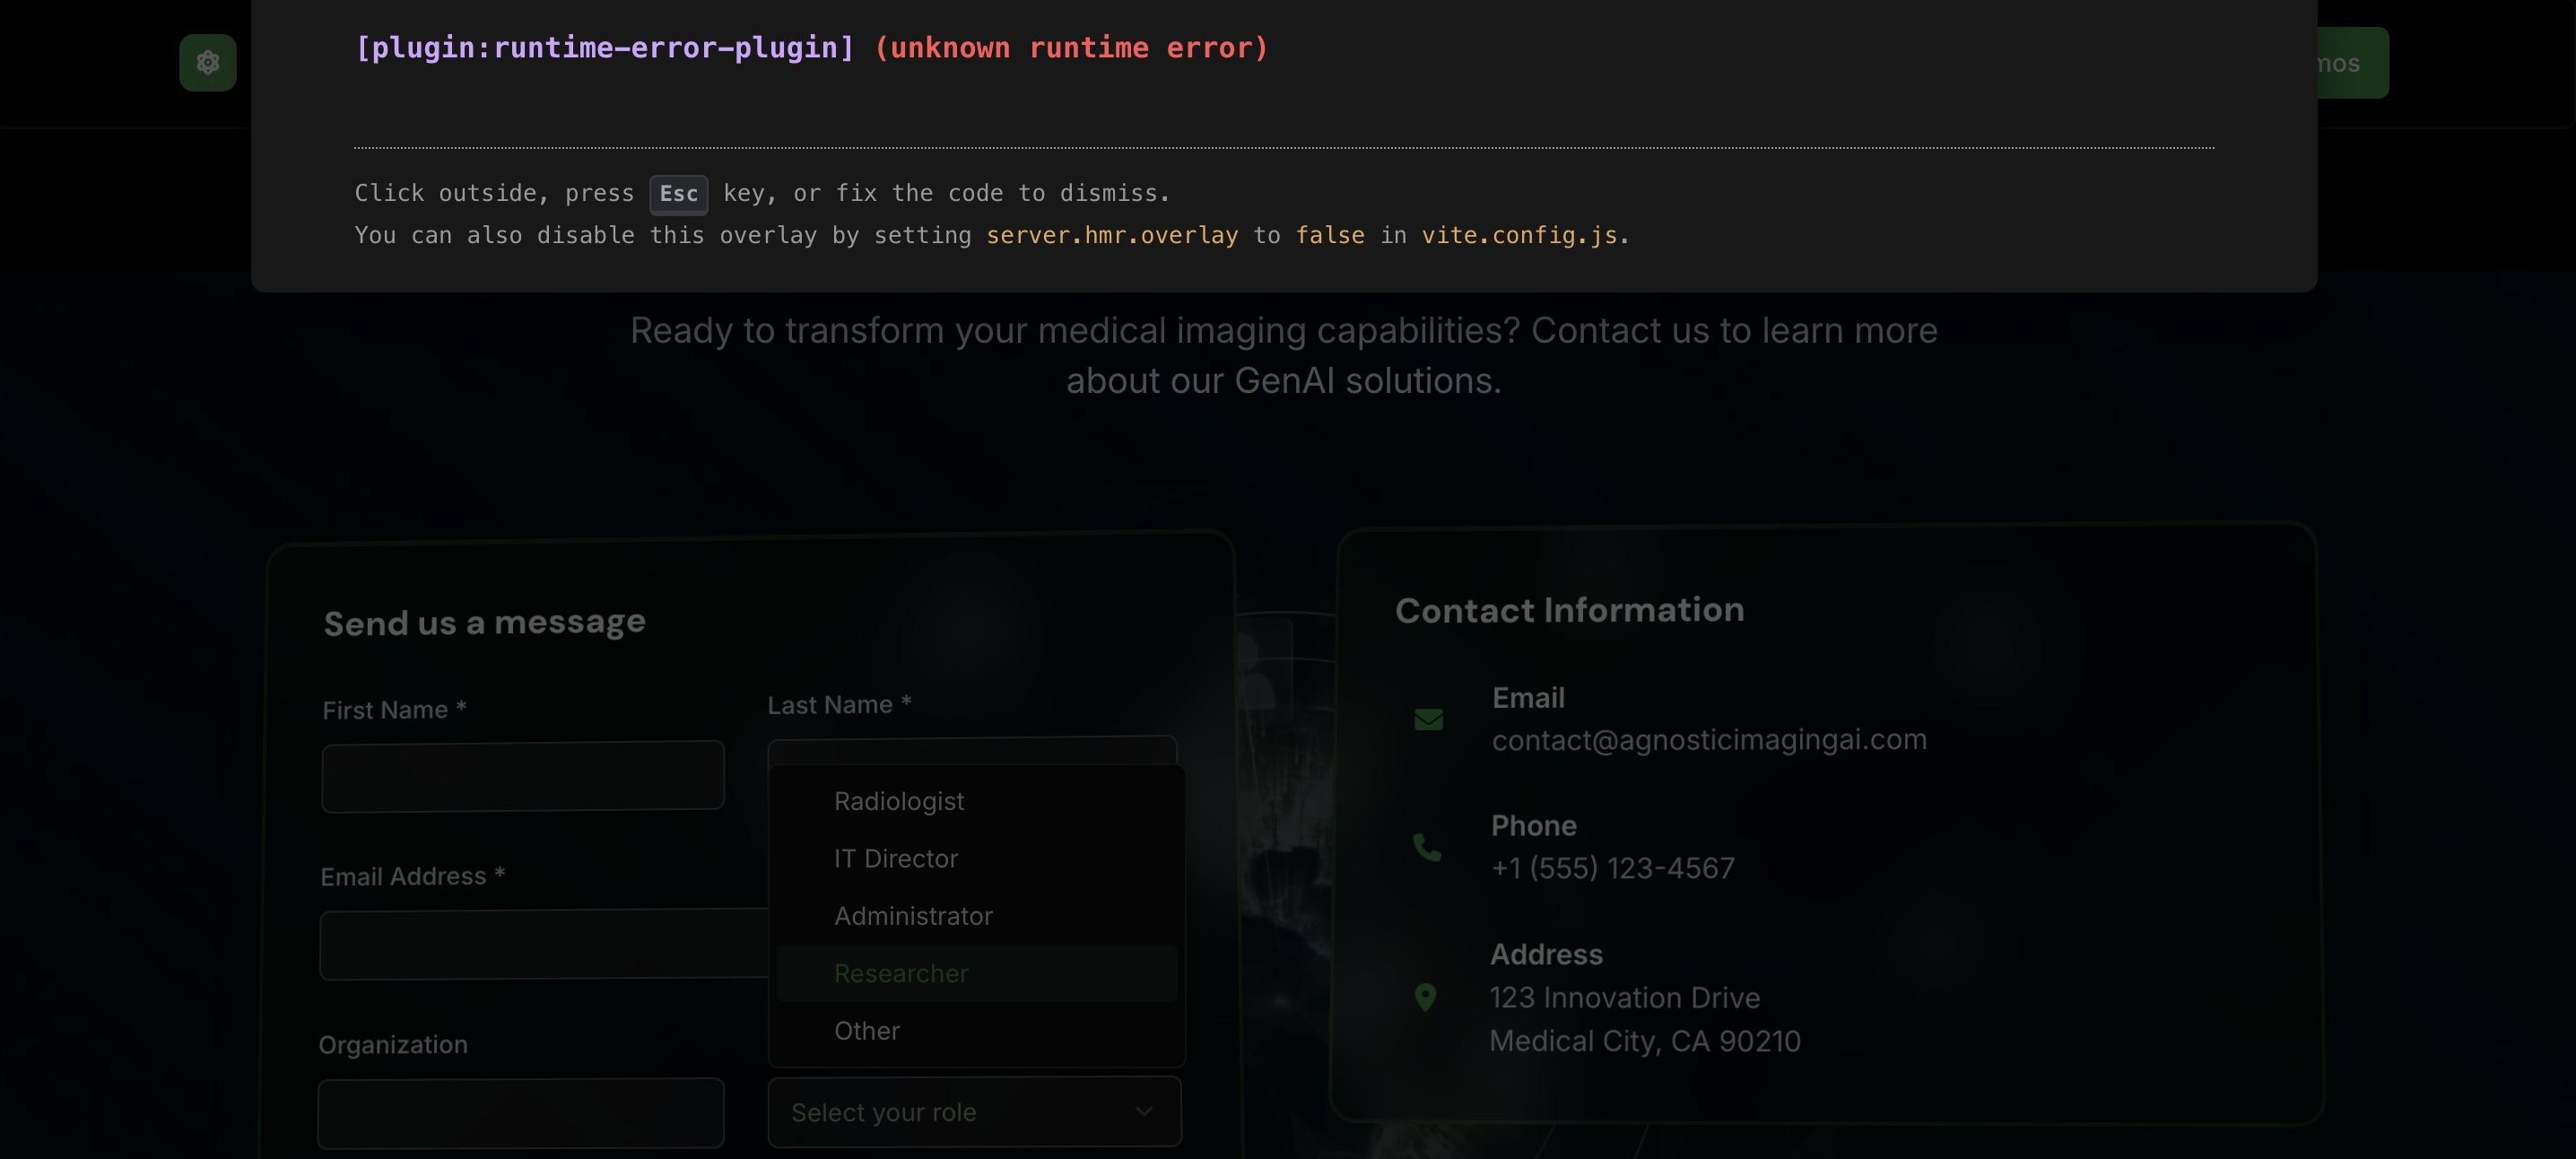 [plugin:runtime-error-plugin] (unknown runtime error)
mos
Click outside, press Esc key, or fix the code to dismiss.
You can also disable this overlay by setting server.hmr.overlay to false in vite.config.js.
Ready to transform your medical imaging capabilities? Contact us to learn more
about our GenAI solutions.
Send us a message
First Name *
Last Name *
Radiologist
IT Director
Email Address *
Administrator
Researcher
Other
Organization
Select your role
Contact Information
Email
contact@agnosticimagingai.com
Phone
+1 (555) 123-4567
Address
123 Innovation Drive
Medical City, CA 90210